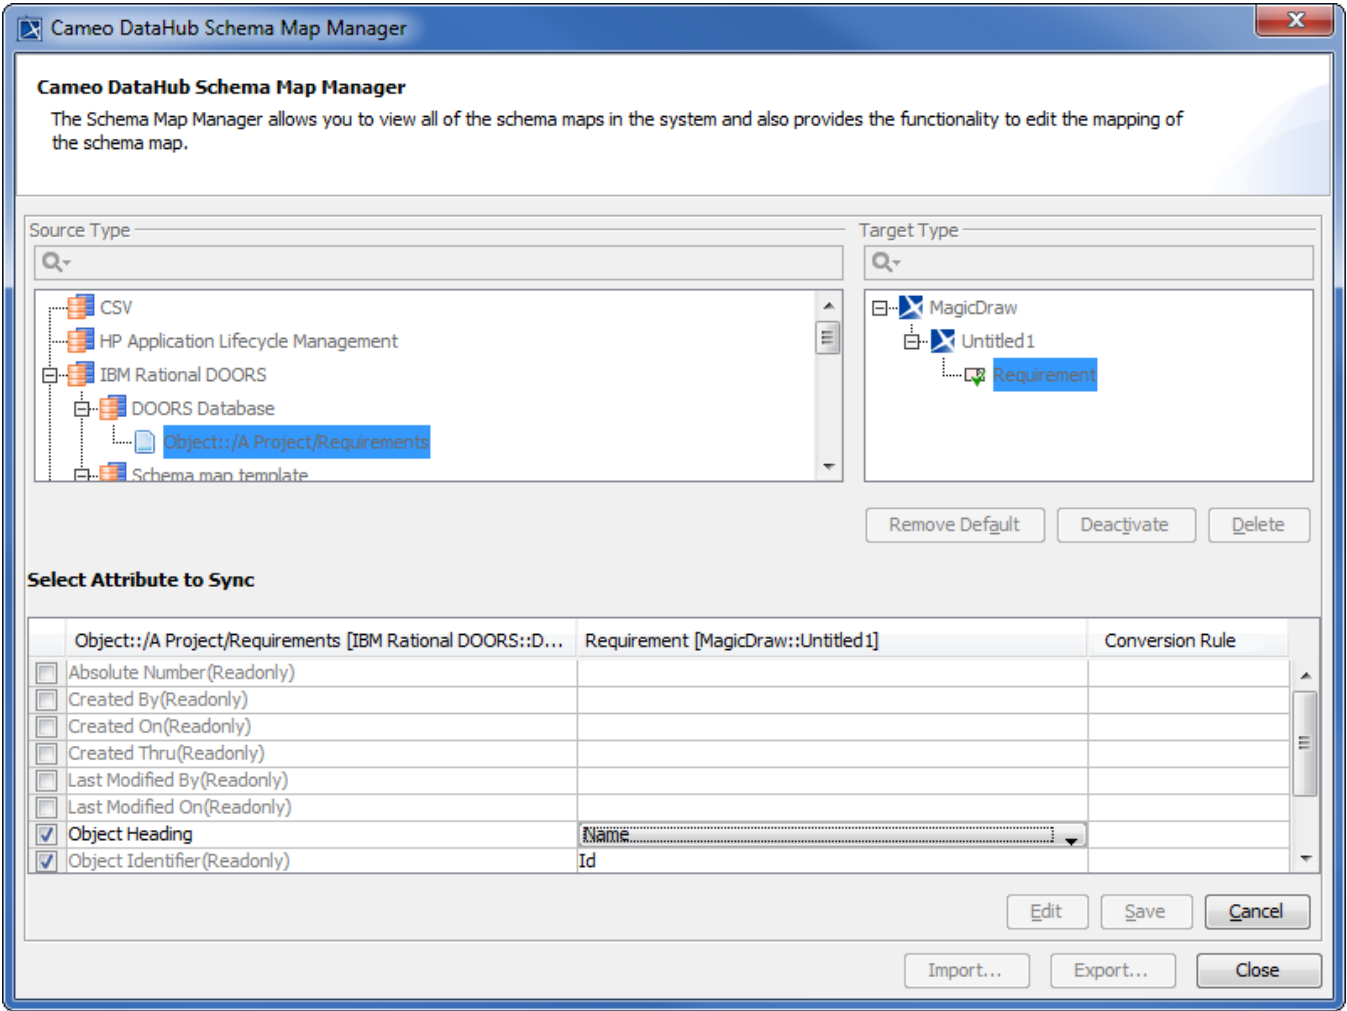 Cameo DataHub Schema Map Manager
Cameo DataHub Schema Map Manager
The Schema Map Manager allows you to view all of the schema maps in the system and also provides the functionality to edit the mapping of
the schema map.
Source Type
Target Type
CSV
HP Application Lifecycle Management
IBM Rational DOORS
DOORS Database
Object::/A Project/Requirements
Schema map template
MagicDraw
Untitled1
Requirement
Remove Default
Deactivate
Delete
Select Attribute to Sync
Object::/A Project/Requirements [IBM Rational DOORS::D... Requirement [MagicDraw::Untitled1] Conversion Rule
Absolute Number(Readonly)
Created By(Readonly)
Created On(Readonly)
Created Thru(Readonly)
Last Modified By(Readonly)
Last Modified On(Readonly)
Object Heading Name
Object Identifier(Readonly) Id
Edit Save Cancel
Import... Export... Close